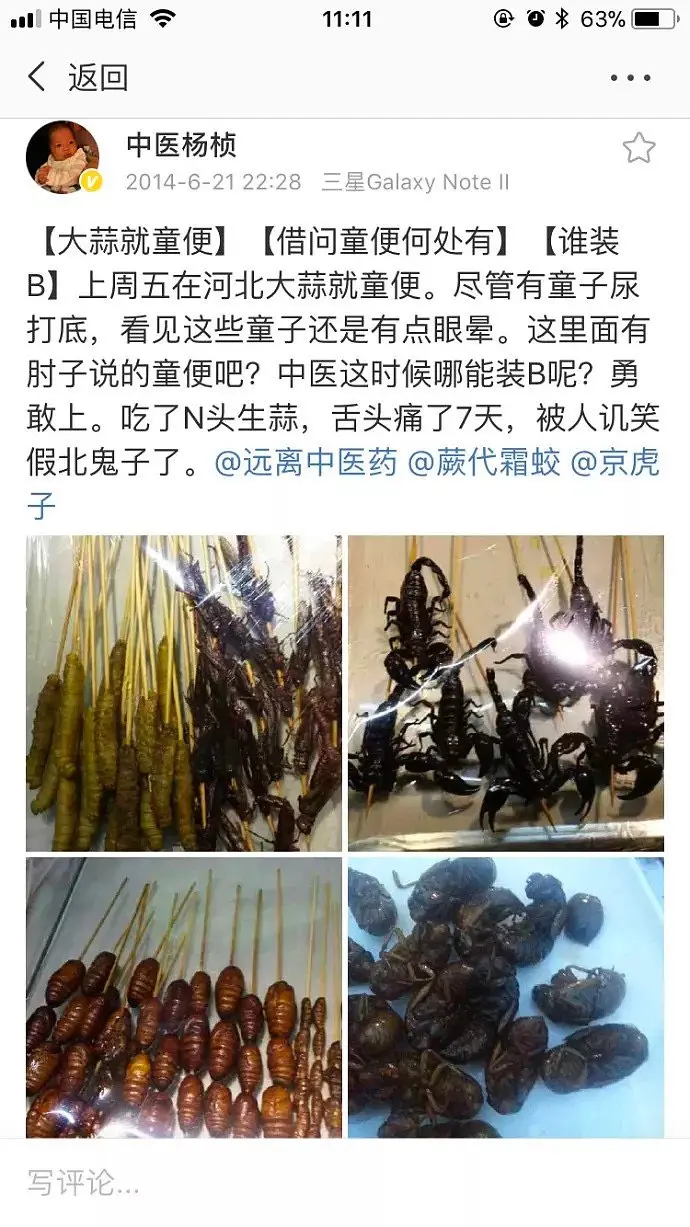 中国电信 11:11 63%
返回
中医杨桢
2014-6-21 22:28 三星Galaxy Note II
【大蒜就童便】【借问童便何处有】【谁装
B】上周五在河北大蒜就童便。尽管有童子尿
打底，看见这些童子还是有点眼晕。这里面有
肘子说的童便吧？中医这时候哪能装B呢？勇
敢上。吃了N头生蒜，舌头痛了7天，被人讥笑
假北鬼子了。@远离中医药 @蕨代霜蛟 @京虎
子
写评论...